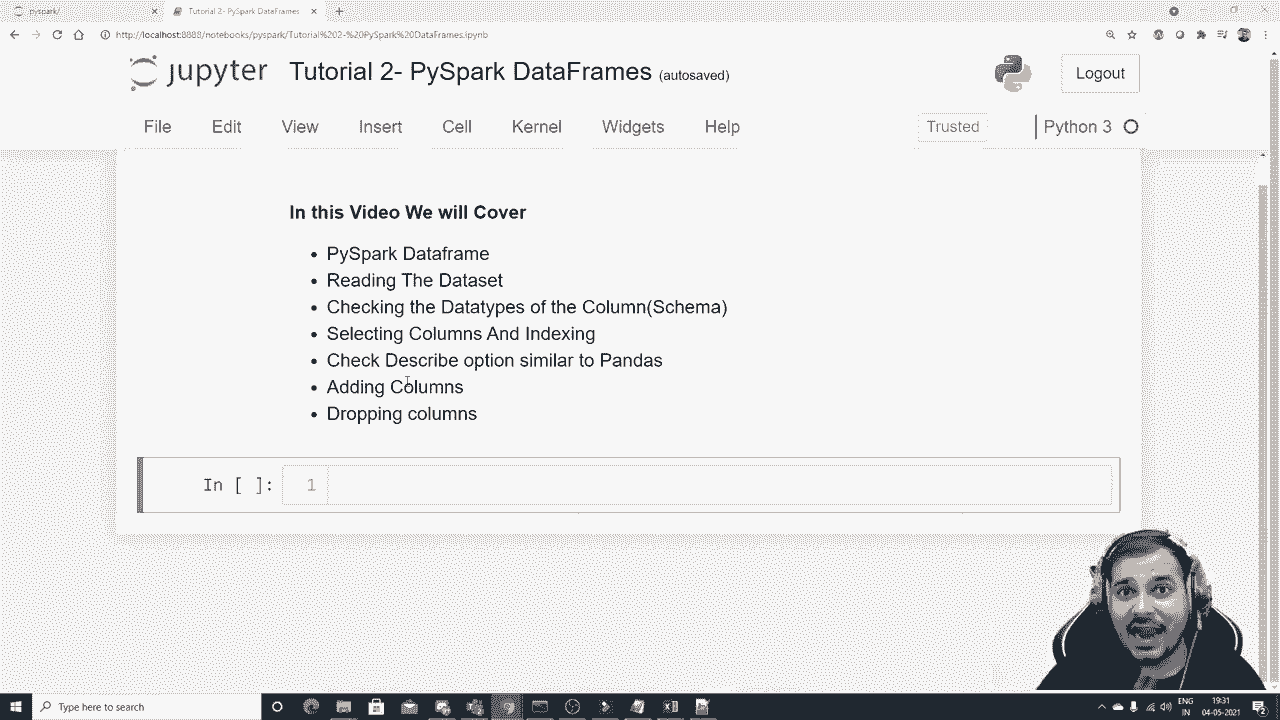 pyspark/
Tutorial 2- PySpark DataFrames
http://localhost:8888/notebooks/pyspark/Tutorial%202-%20PySpark%20DataFrames.ipynb
jupyter Tutorial 2- PySpark DataFrames (autosaved)
Logout
File Edit View Insert Cell Kernel Widgets Help
Trusted
Python 3
In this Video We will Cover
• PySpark Dataframe
• Reading The Dataset
• Checking the Datatypes of the Column(Schema)
• Selecting Columns And Indexing
• Check Describe option similar to Pandas
• Adding Columns
• Dropping columns
In [ ]: 1
Type here to search
ENG
IN
19:31
04-05-2021
2